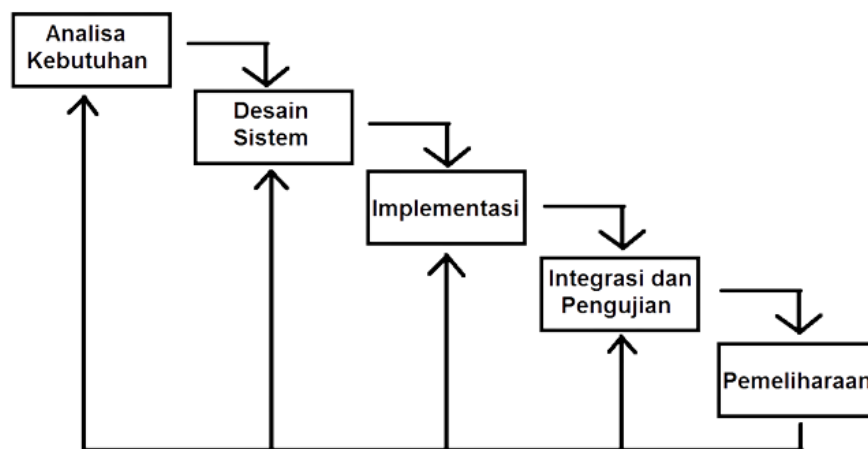 Analisa
Kebutuhan
Desain
Sistem
Implementasi
Integrasi dan
Pengujian
Pemeliharaan